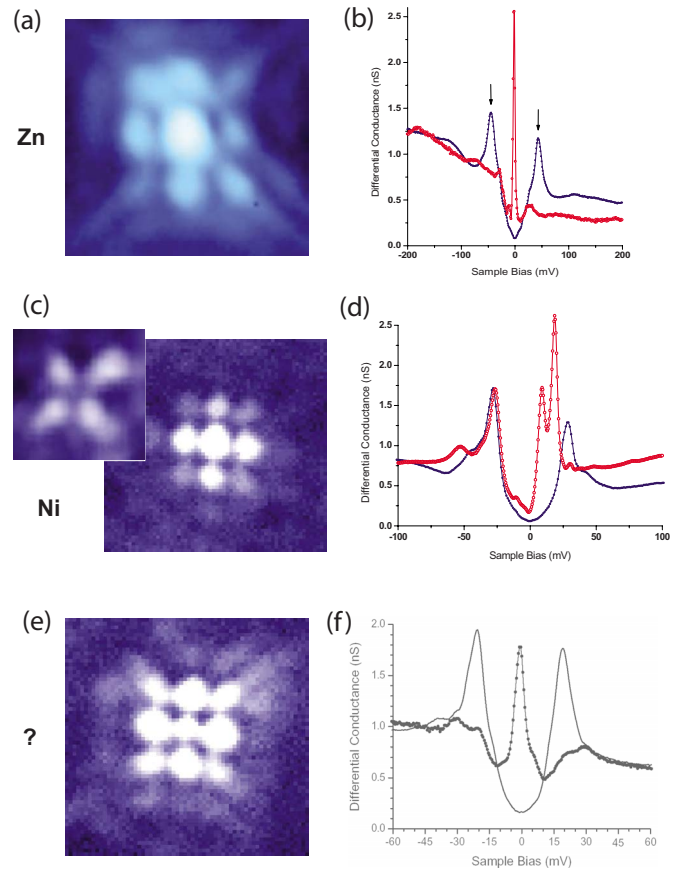 (a)
Zn
(b)
Differential Conductance (nS)
2.5
2.0
1.5
1.0
0.5
0.0
-200
-100
0
100
200
Sample Bias (mV)
(c)
Ni
(d)
Differential Conductance (nS)
2.5
2.0
1.5
1.0
0.5
0.0
-100
-50
0
50
100
Sample Bias (mV)
(e)
?
(f)
Differential Conductance (nS)
2.0
1.5
1.0
0.5
0.0
-60
-45
-30
-15
0
15
30
45
60
Sample Bias (mV)